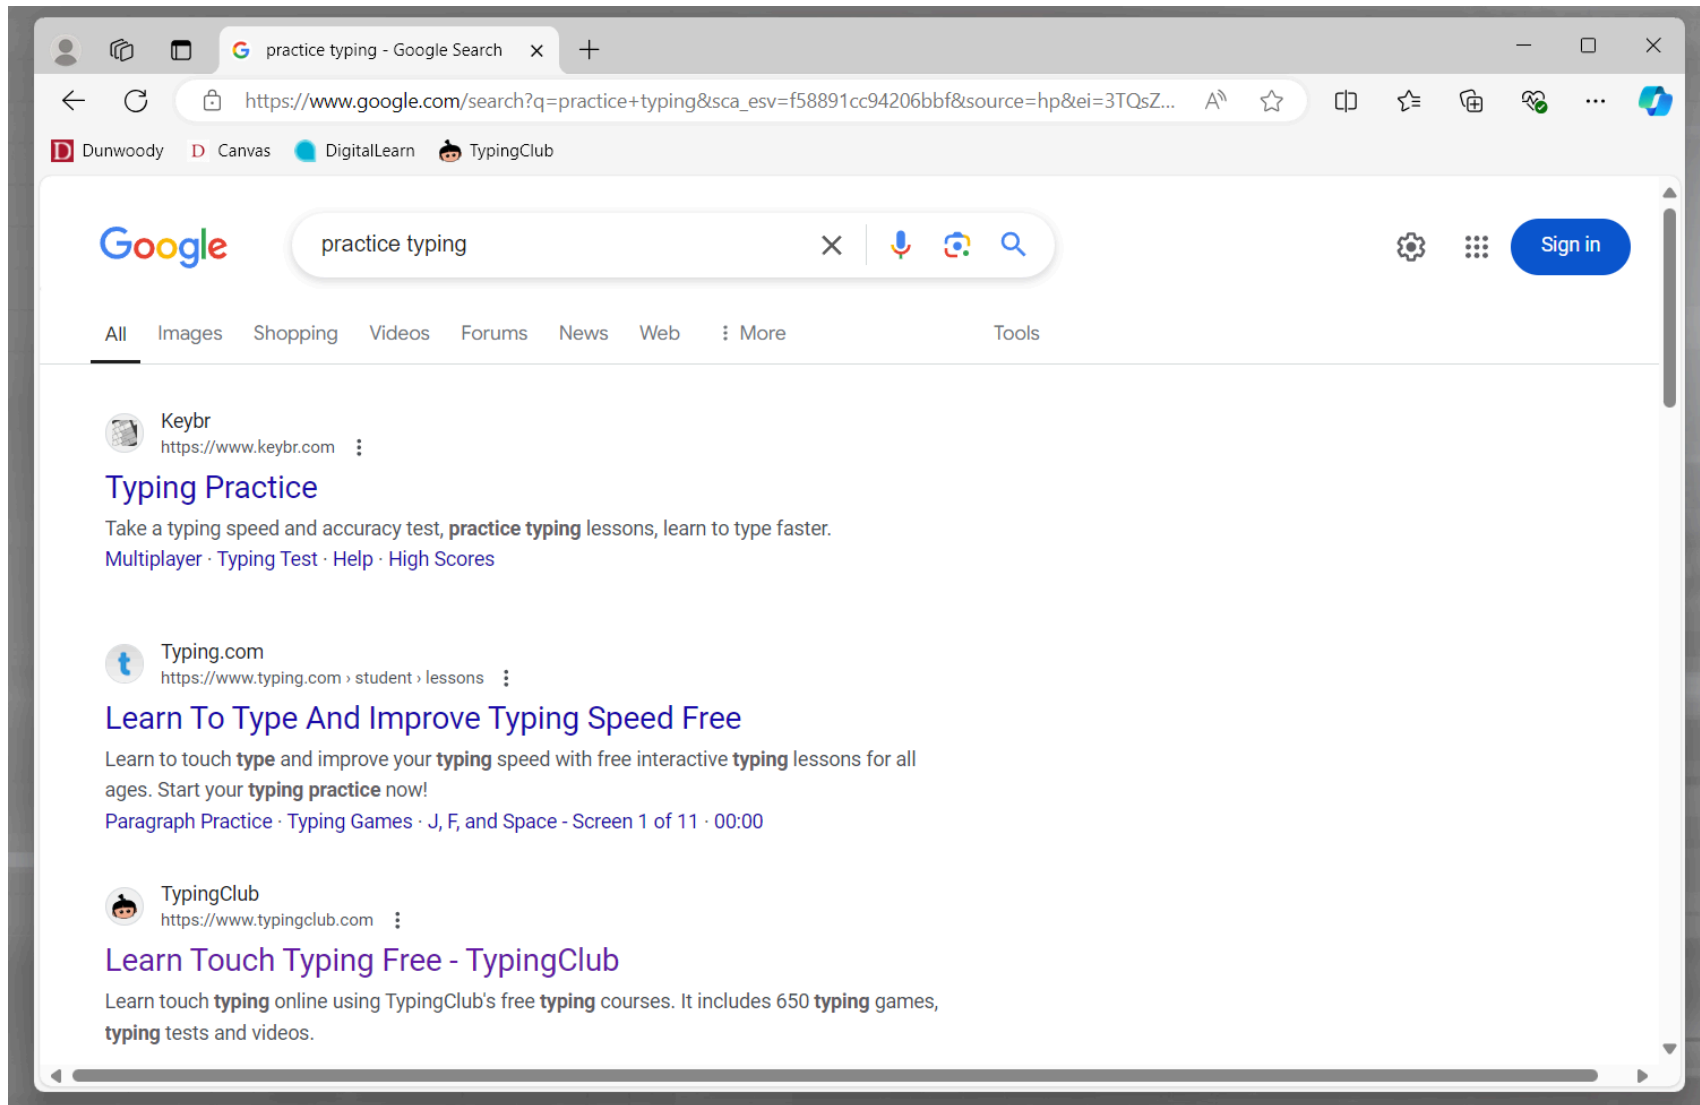 practice typing - Google Search
https://www.google.com/search?q=practice+typing&sca_esv=f58891cc94206bbf&source=hp&ei=3TQsZ...
Dunwoody Canvas DigitalLearn TypingClub
Google practice typing Sign in
All Images Shopping Videos Forums News Web More Tools
Keybr
https://www.keybr.com
Typing Practice
Take a typing speed and accuracy test, practice typing lessons, learn to type faster.
Multiplayer · Typing Test · Help · High Scores
Typing.com
https://www.typing.com › student › lessons
Learn To Type And Improve Typing Speed Free
Learn to touch type and improve your typing speed with free interactive typing lessons for all
ages. Start your typing practice now!
Paragraph Practice · Typing Games · J, F, and Space - Screen 1 of 11 · 00:00
TypingClub
https://www.typingclub.com
Learn Touch Typing Free - TypingClub
Learn touch typing online using TypingClub's free typing courses. It includes 650 typing games,
typing tests and videos.